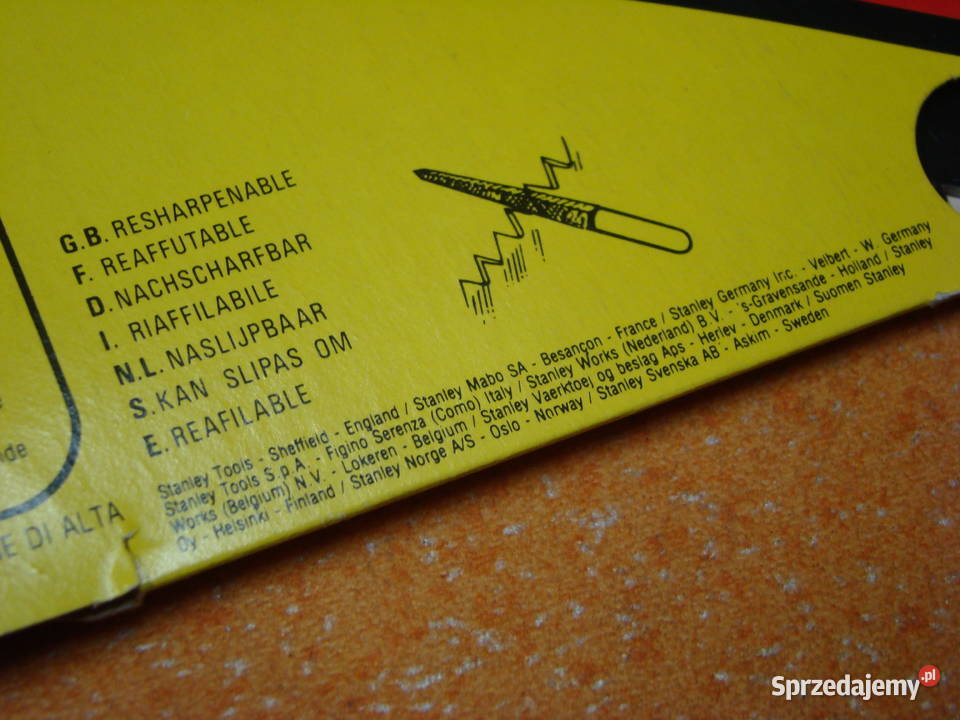 G.B. RESHARPENABLE
F. REAFFUTABLE
D. NACHSCHARFBAR
I. RIAFFILABILE
N.L. NASLIJPBAAR
S. KAN SLIPAS OM
E. REAFILABLE
Stanley Tools - Sheffield - England / Stanley Mabo SA - Besançon - France / Stanley Germany Inc. - Velbert - W. Germany
Stanley Tools S.p.A. - Figino Serenza (Como) Italy / Stanley Works (Nederland) B.V. - 's-Gravensande - Holland / Stanley
Works (Belgium) N.V. - Lokeren - Belgium / Stanley Vaerktoej og beslag Aps - Herlev - Denmark / Suomen Stanley
Oy - Helsinki - Finland / Stanley Norge A/S - Oslo - Norway / Stanley Svenska AB - Askim - Sweden
DI ALTA
Sprzedajemy.pl